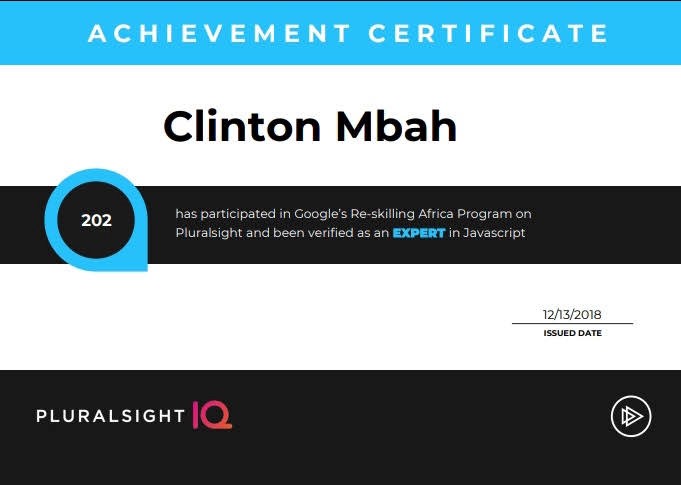 ACHIEVEMENT CERTIFICATE
Clinton Mbah
202
has participated in Google's Re-skilling Africa Program on
Pluralsight and been verified as an EXPERT in Javascript
12/13/2018
ISSUED DATE
PLURALSIGHT IQ